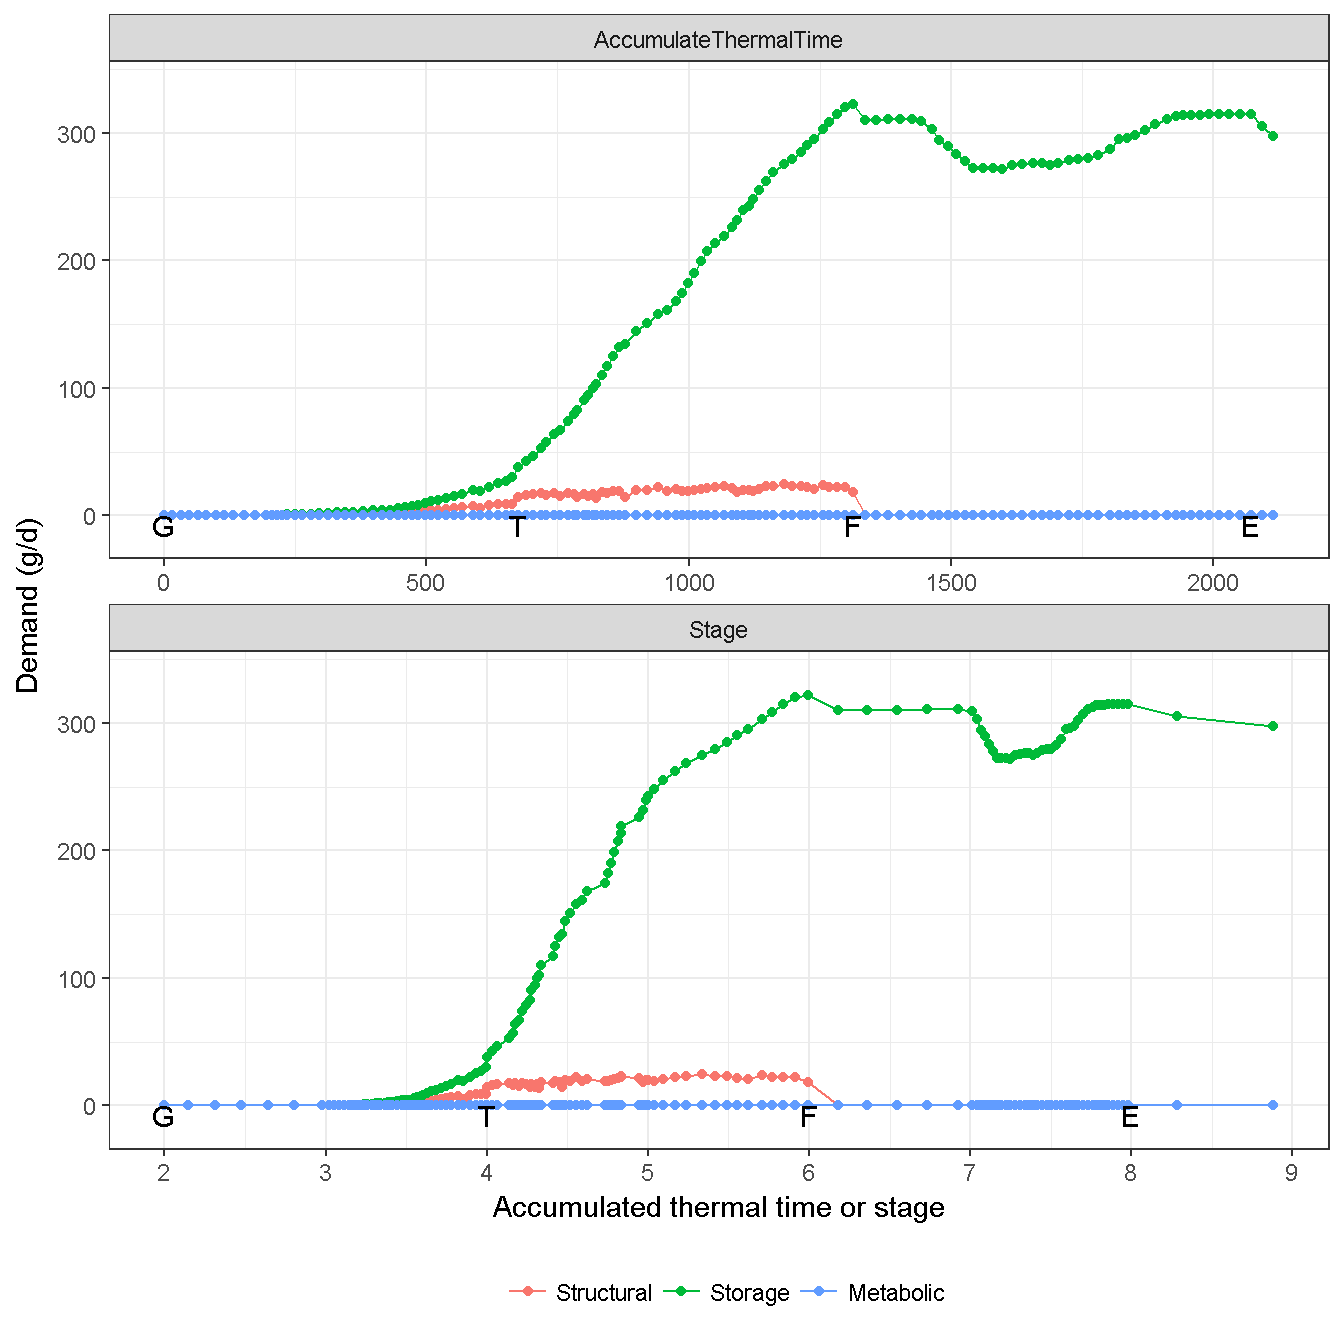 AccumulateThermalTime
300
200
100
0
G T F E
0 500 1000 1500 2000
Demand (g/d)
Stage
300
200
100
0
G T F E
2 3 4 5 6 7 8 9
Accumulated thermal time or stage
Structural Storage Metabolic